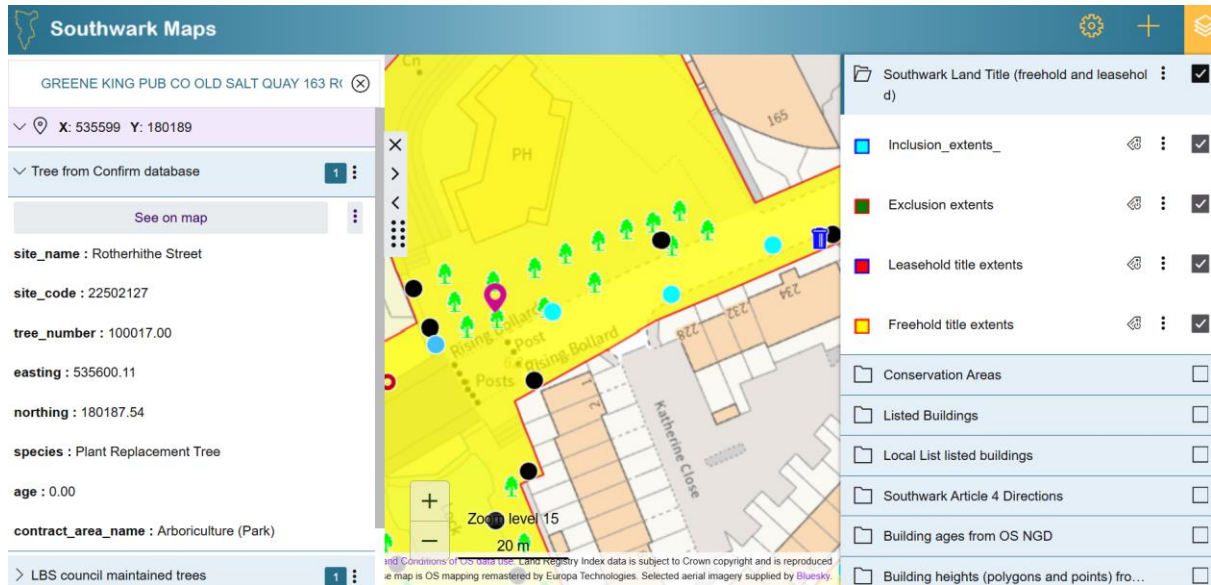 Southwark Maps
GREENE KING PUB CO OLD SALT QUAY 163 R
X: 535599 Y: 180189
Tree from Confirm database
1
See on map
site_name : Rotherhithe Street
site_code : 22502127
tree_number : 100017.00
easting : 535600.11
northing : 180187.54
species : Plant Replacement Tree
age : 0.00
contract_area_name : Arboriculture (Park)
LBS council maintained trees
1
Cn
165
PH
Rising Bollard
Post
Rising Bollard
Posts
228
232
234
2
1
Katherine Close
Lock
+
−
Zoom level 15
20 m
and Conditions of OS data use. Land Registry Index data is subject to Crown copyright and is reproduced
se map is OS mapping remastered by Europa Technologies. Selected aerial imagery supplied by Bluesky.
Southwark Land Title (freehold and leasehol
d)
Inclusion_extents_
Exclusion extents
Leasehold title extents
Freehold title extents
Conservation Areas
Listed Buildings
Local List listed buildings
Southwark Article 4 Directions
Building ages from OS NGD
Building heights (polygons and points) fro...